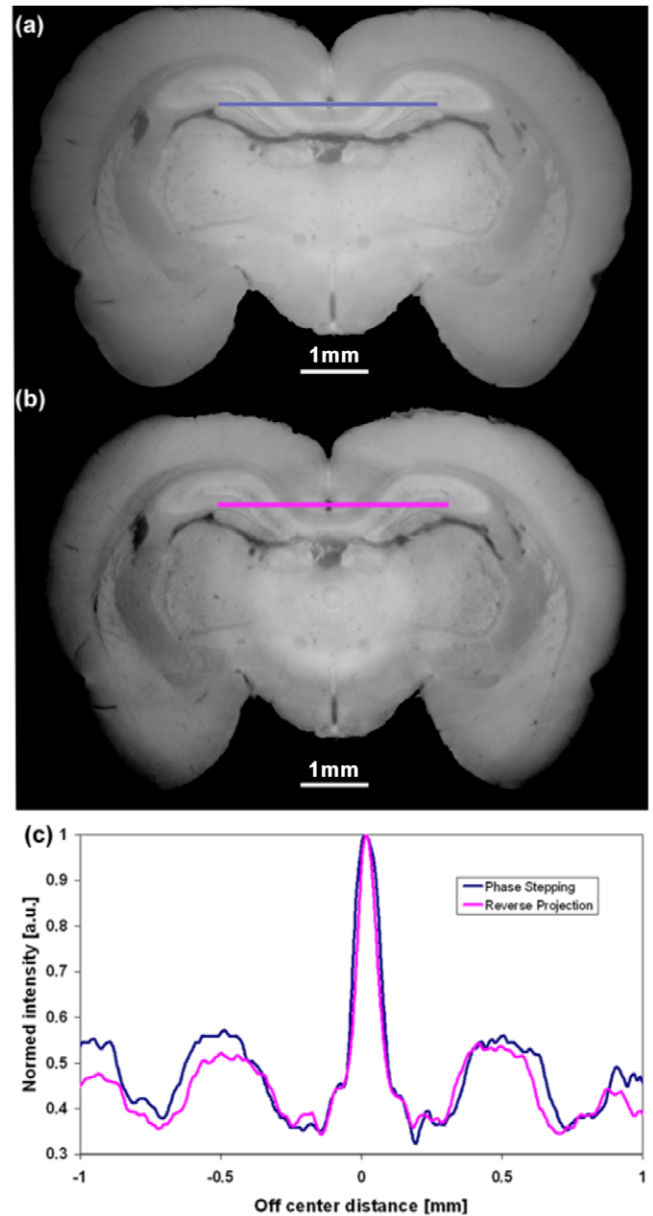 (a)
1mm
(b)
1mm
(c)
1
0.9
0.8
0.7
0.6
0.5
0.4
0.3
Normed intensity [a.u.]
Phase Stepping
Reverse Projection
-1
-0.5
0
0.5
1
Off center distance [mm]